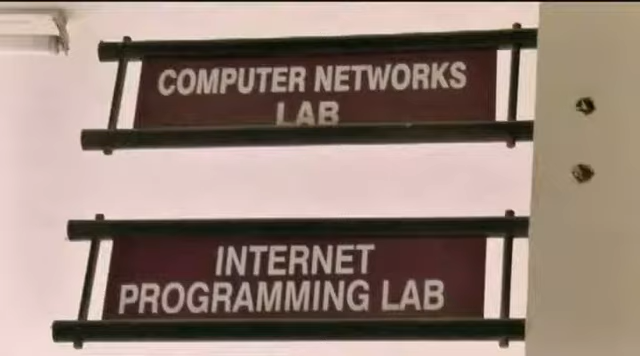 COMPUTER NETWORKS
LAB
INTERNET
PROGRAMMING LAB